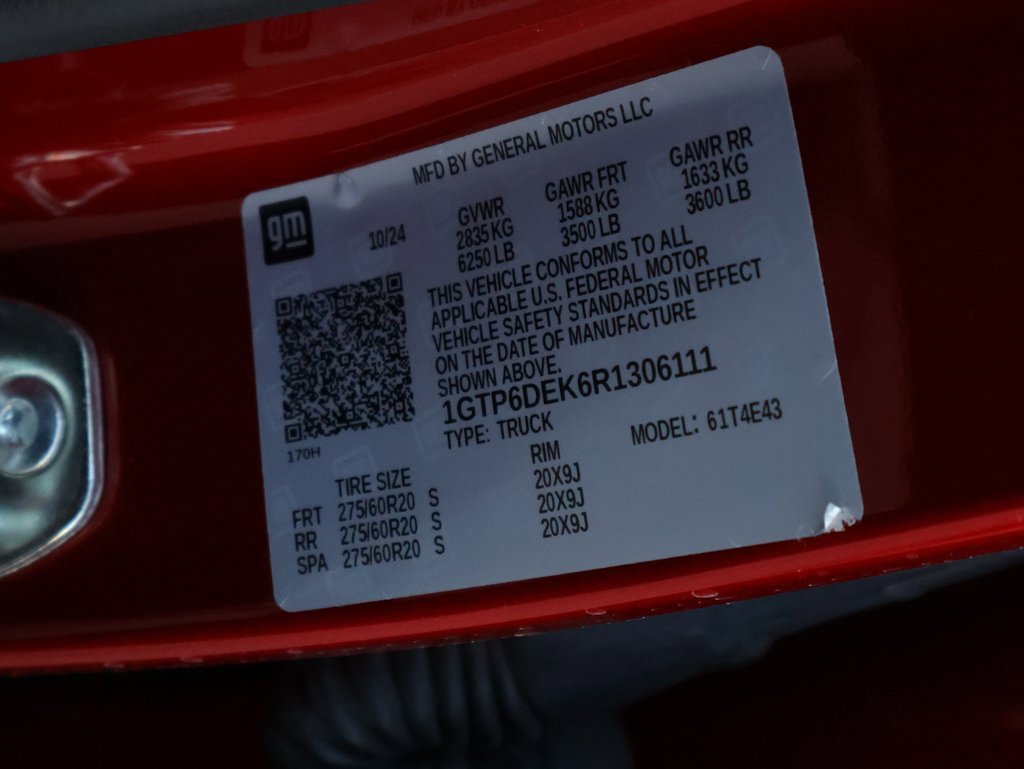 MFD BY GENERAL MOTORS LLC
gm
10/24
GVWR
2835 KG
6250 LB
GAWR FRT
1588 KG
3500 LB
GAWR RR
1633 KG
3600 LB
THIS VEHICLE CONFORMS TO ALL
APPLICABLE U.S. FEDERAL MOTOR
VEHICLE SAFETY STANDARDS IN EFFECT
ON THE DATE OF MANUFACTURE
SHOWN ABOVE.
1GTP6DEK6R1306111
TYPE: TRUCK
MODEL: 61T4E43
170H
TIRE SIZE
RIM
FRT 275/60R20 S 20X9J
RR 275/60R20 S 20X9J
SPA 275/60R20 S 20X9J